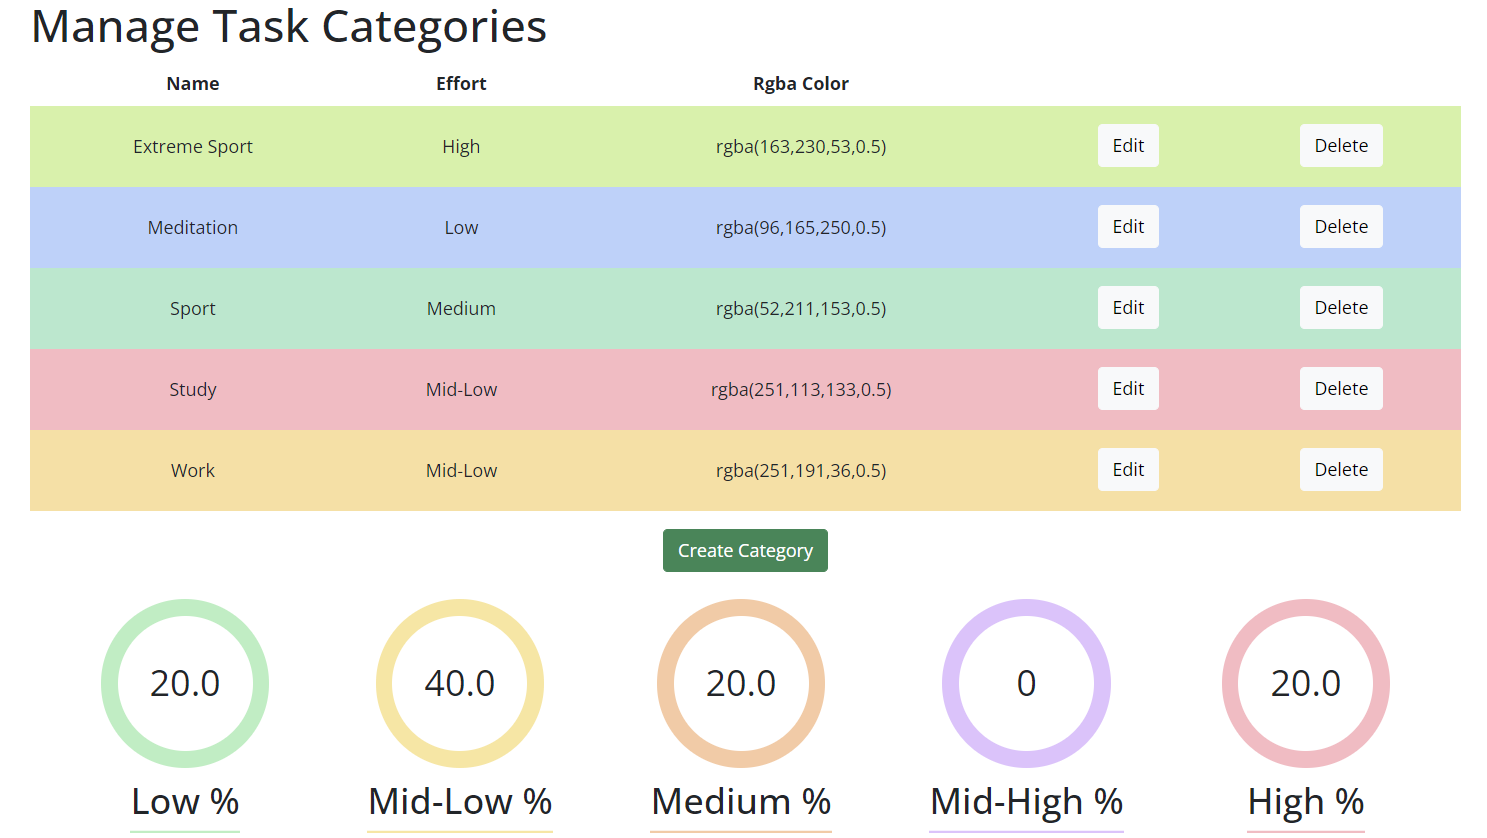 Manage Task Categories
Name Effort Rgba Color
Extreme Sport High rgba(163,230,53,0.5) Edit Delete
Meditation Low rgba(96,165,250,0.5) Edit Delete
Sport Medium rgba(52,211,153,0.5) Edit Delete
Study Mid-Low rgba(251,113,133,0.5) Edit Delete
Work Mid-Low rgba(251,191,36,0.5) Edit Delete
Create Category
20.0 40.0 20.0 0 20.0
Low % Mid-Low % Medium % Mid-High % High %